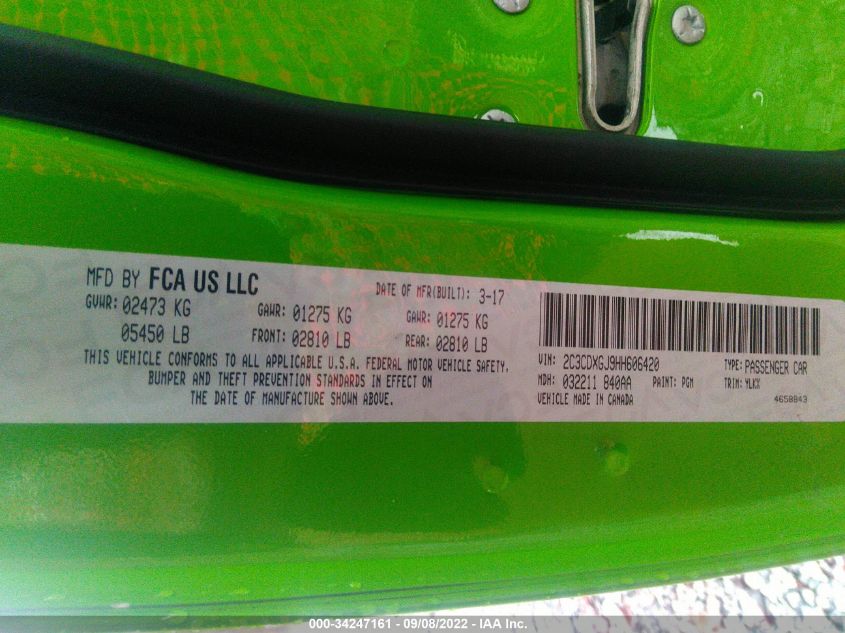 MFD BY FCA US LLC
DATE OF MFR(BUILT): 3-17
GVWR: 02473 KG
GAWR: 01275 KG
GAWR: 01275 KG
05450 LB
FRONT: 02810 LB
REAR: 02810 LB
THIS VEHICLE CONFORMS TO ALL APPLICABLE U.S.A. FEDERAL MOTOR VEHICLE SAFETY,
BUMPER AND THEFT PREVENTION STANDARDS IN EFFECT ON
THE DATE OF MANUFACTURE SHOWN ABOVE.
VIN: 2C3CDXGJ9HH606420
TYPE: PASSENGER CAR
MDH: 032211 840AA
PAINT: PGM
TRIM: YLKX
VEHICLE MADE IN CANADA
4658843
000-34247161 - 09/08/2022 - IAA Inc.